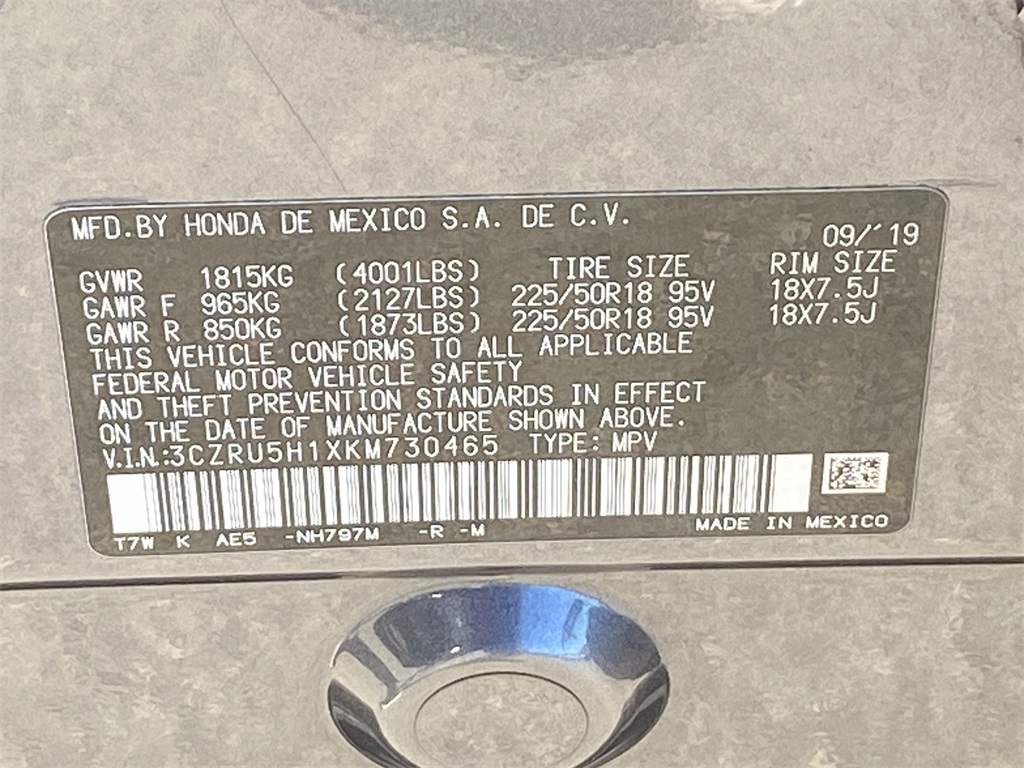 MFD.BY HONDA DE MEXICO S.A. DE C.V.
09/´19
GVWR 1815KG (4001LBS) TIRE SIZE RIM SIZE
GAWR F 965KG (2127LBS) 225/50R18 95V 18X7.5J
GAWR R 850KG (1873LBS) 225/50R18 95V 18X7.5J
THIS VEHICLE CONFORMS TO ALL APPLICABLE
FEDERAL MOTOR VEHICLE SAFETY
AND THEFT PREVENTION STANDARDS IN EFFECT
ON THE DATE OF MANUFACTURE SHOWN ABOVE.
V.I.N.:3CZRU5H1XKM730465 TYPE: MPV
T7W K AE5 -NH797M -R -M MADE IN MEXICO